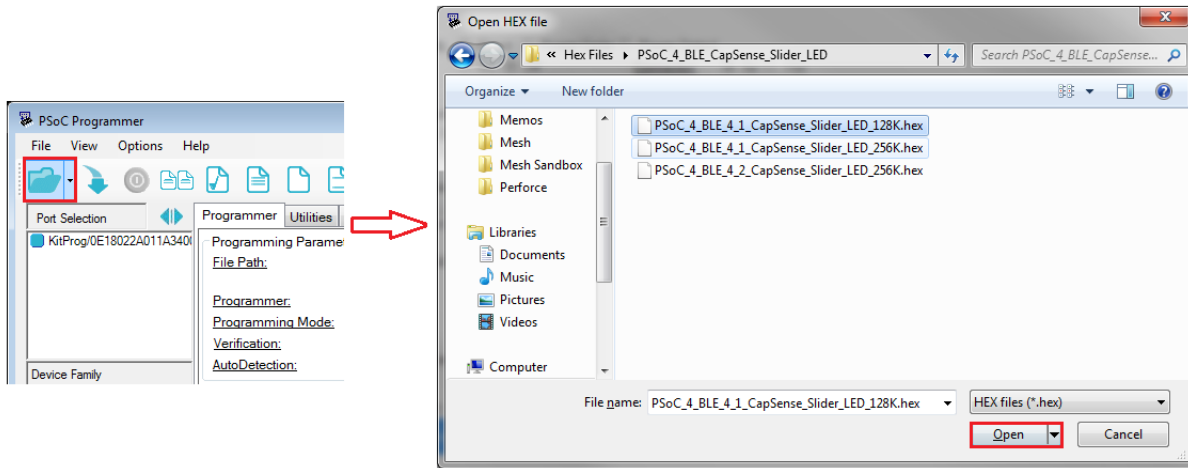 PSoC Programmer
File View Options Help
Port Selection
Programmer Utilities
KitProg/0E18022A011A340
Programming Parame
File Path:
Programmer:
Programming Mode:
Verification:
AutoDetection:
Device Family
Open HEX file
« Hex Files PSoC_4_BLE_CapSense_Slider_LED
Search PSoC_4_BLE_CapSense...
Organize New folder
Memos
Mesh
Mesh Sandbox
Perforce
Libraries
Documents
Music
Pictures
Videos
Computer
PSoC_4_BLE_4_1_CapSense_Slider_LED_128K.hex
PSoC_4_BLE_4_1_CapSense_Slider_LED_256K.hex
PSoC_4_BLE_4_2_CapSense_Slider_LED_256K.hex
File name: PSoC_4_BLE_4_1_CapSense_Slider_LED_128K.hex
HEX files (*.hex)
Open Cancel